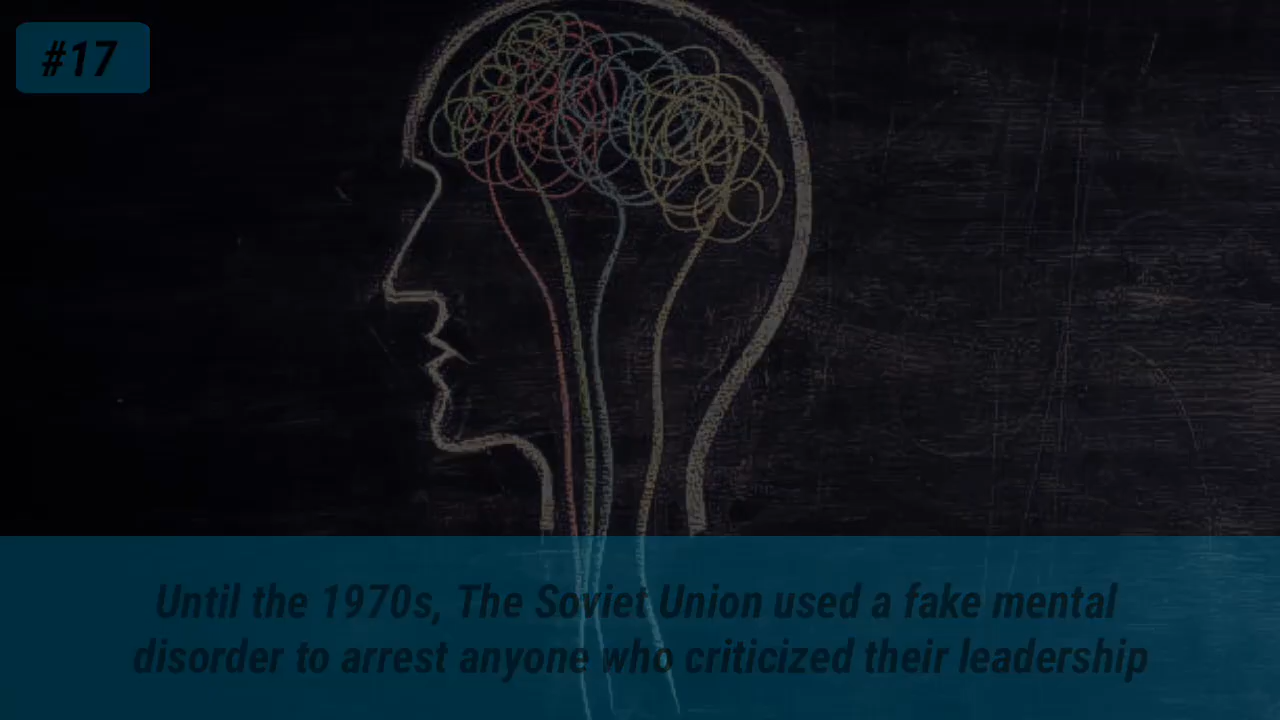 #17
Until the 1970s, The Soviet Union used a fake mental
disorder to arrest anyone who criticized their leadership